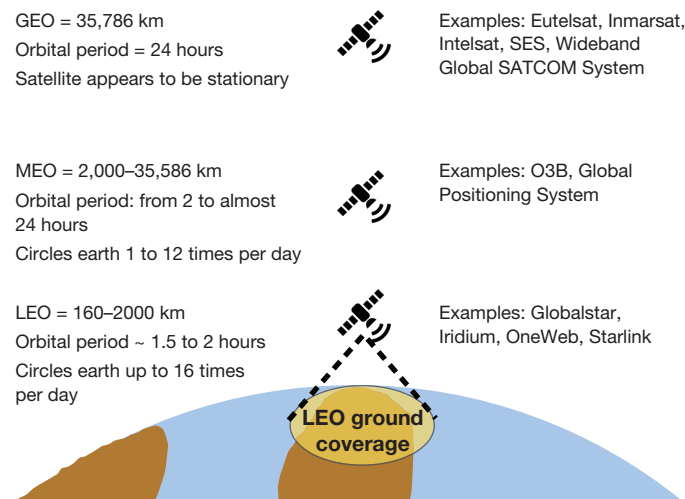 GEO = 35,786 km
Orbital period = 24 hours
Satellite appears to be stationary
Examples: Eutelsat, Inmarsat,
Intelsat, SES, Wideband
Global SATCOM System
MEO = 2,000–35,586 km
Orbital period: from 2 to almost
24 hours
Circles earth 1 to 12 times per day
Examples: O3B, Global
Positioning System
LEO = 160–2000 km
Orbital period ~ 1.5 to 2 hours
Circles earth up to 16 times
per day
Examples: Globalstar,
Iridium, OneWeb, Starlink
LEO ground
coverage